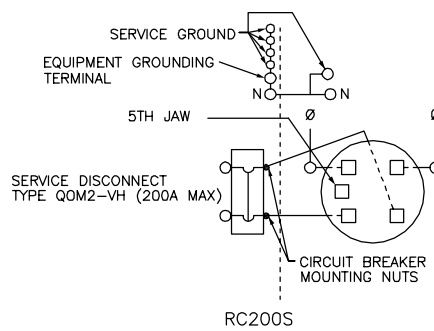 SERVICE GROUND
EQUIPMENT GROUNDING
TERMINAL
N
N
5TH JAW
Ø
Ø
SERVICE DISCONNECT
TYPE QOM2-VH (200A MAX)
CIRCUIT BREAKER
MOUNTING NUTS
RC200S